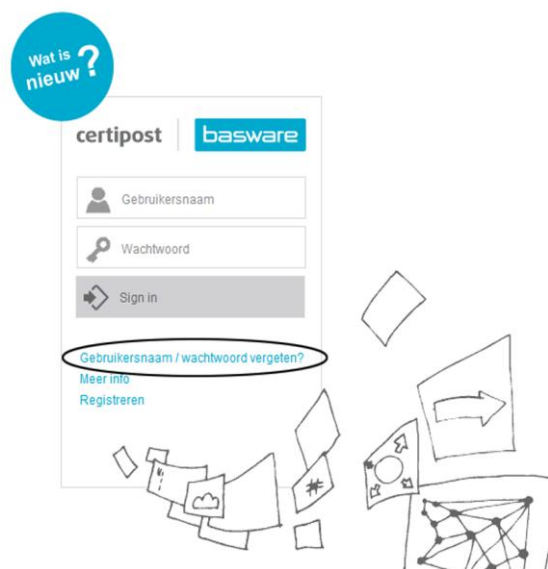 Wat is
nieuw?
certipost basware
Gebruikersnaam
Wachtwoord
Sign in
Gebruikersnaam / wachtwoord vergeten?
Meer info
Registreren
#